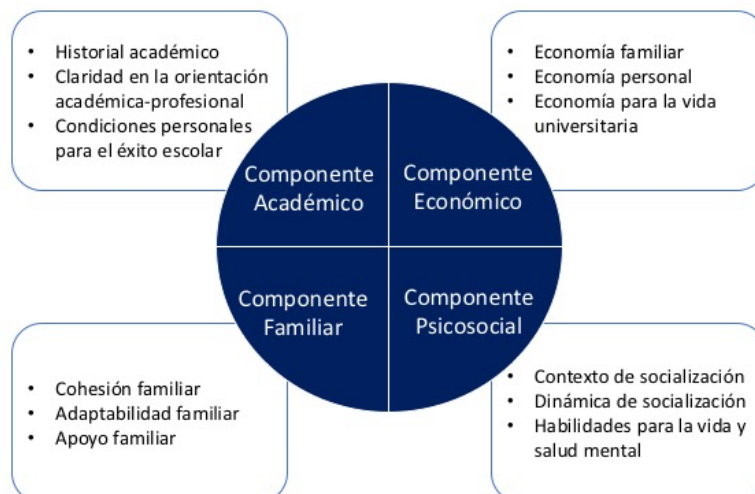 • Historial académico
• Claridad en la orientación
académica-profesional
• Condiciones personales
para el éxito escolar
• Economía familiar
• Economía personal
• Economía para la vida
universitaria
Componente
Académico
Componente
Económico
Componente
Familiar
Componente
Psicosocial
• Cohesión familiar
• Adaptabilidad familiar
• Apoyo familiar
• Contexto de socialización
• Dinámica de socialización
• Habilidades para la vida y
salud mental